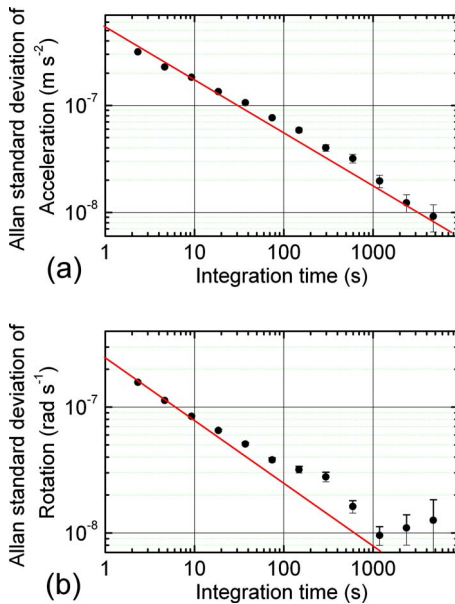 Allan standard deviation of
Acceleration (m s⁻²)
10⁻⁷
10⁻⁸
1 10 100 1000
Integration time (s)
(a)
Allan standard deviation of
Rotation (rad s⁻¹)
10⁻⁷
10⁻⁸
1 10 100 1000
Integration time (s)
(b)